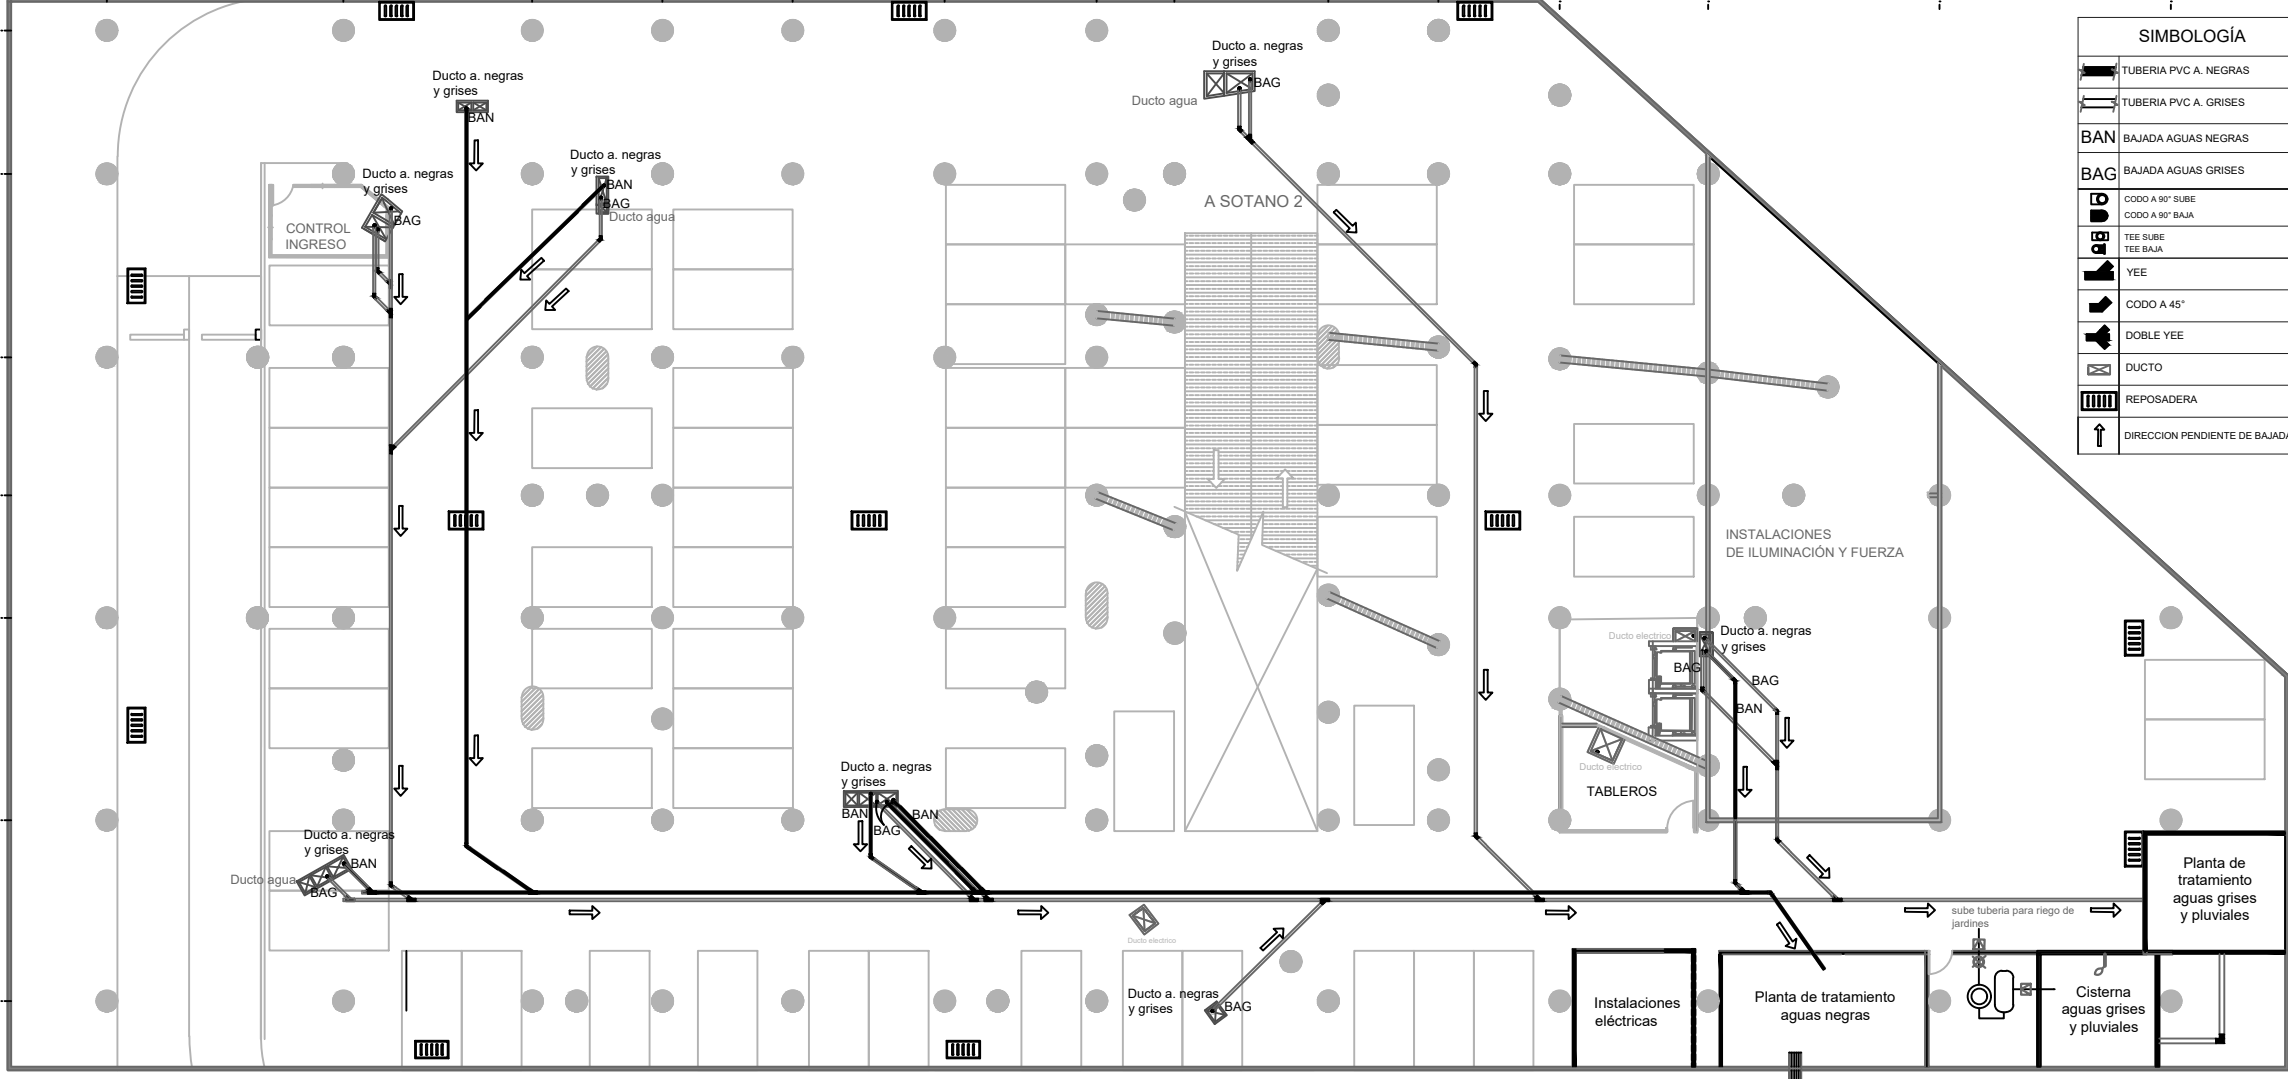 SIMBOLOGÍA
TUBERIA PVC A. NEGRAS
TUBERIA PVC A. GRISES
BAN
BAJADA AGUAS NEGRAS
BAG
BAJADA AGUAS GRISES
CODO A 90° SUBE
CODO A 90° BAJA
TEE SUBE
TEE BAJA
YEE
CODO A 45°
DOBLE YEE
DUCTO
REPOSADERA
DIRECCION PENDIENTE DE BAJADA
Ducto a. negras
y grises
BAG
Ducto agua
Ducto a. negras
y grises
BAN
Ducto a. negras
y grises
BAN
BAG
Ducto agua
Ducto a. negras
y grises
BAG
CONTROL
INGRESO
A SOTANO 2
INSTALACIONES
DE ILUMINACIÓN Y FUERZA
Ducto electrico
Ducto a. negras
y grises
BAG
BAG
BAN
Ducto electrico
TABLEROS
Ducto a. negras
y grises
BAN
BAG
BAN
Ducto a. negras
y grises
BAN
Ducto agua
BAG
Ducto electrico
sube tuberia para riego de
jardines
Planta de
tratamiento
aguas grises
y pluviales
Ducto a. negras
y grises
BAG
Instalaciones
eléctricas
Planta de tratamiento
aguas negras
Cisterna
aguas grises
y pluviales